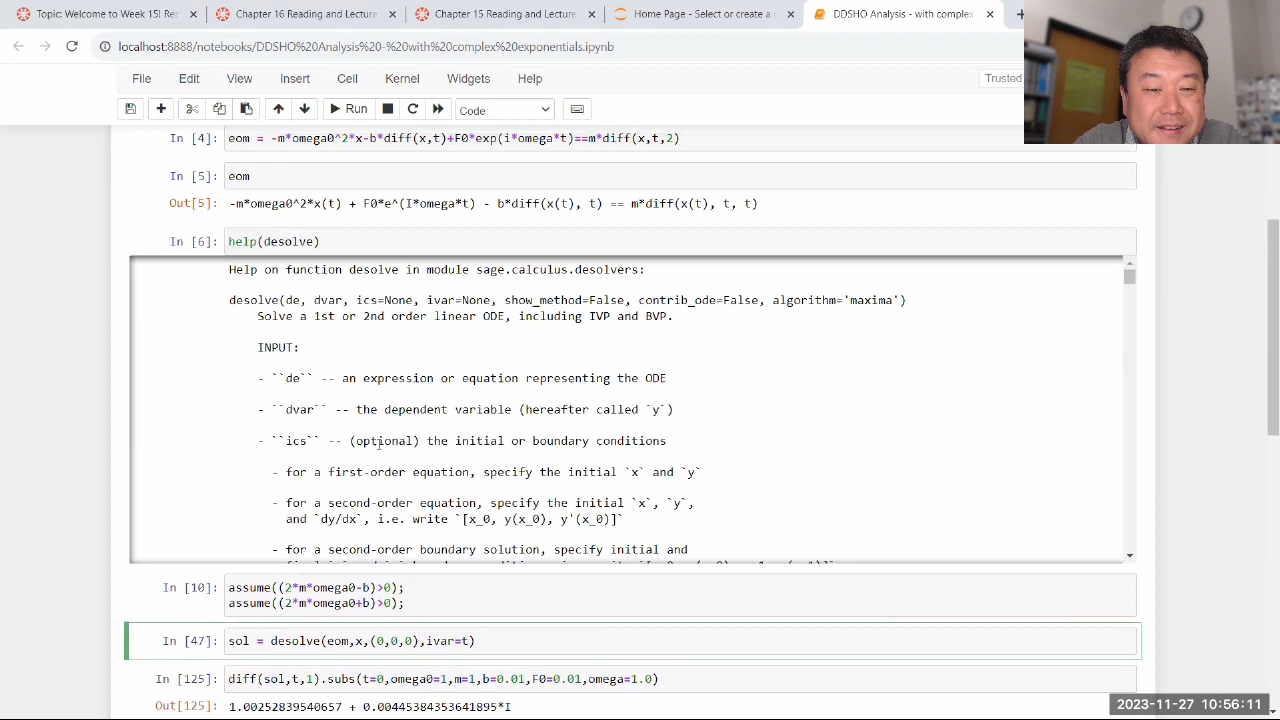 Topic: Welcome to Week 15! Re
Chapter 16 Reading and Lecture
Chapter 15 Reading and Lecture
Home Page - Select or create a
DDSHO Analysis - with complex
localhost:8888/notebooks/DDSHO%20Analysis%20-%20with%20complex%20exponentials.ipynb
File Edit View Insert Cell Kernel Widgets Help Trusted
Run Code
In [4]: eom = -m*omega0^2*x-b*diff(x,t)+F0*exp(i*omega*t)==m*diff(x,t,2)
In [5]: eom
Out[5]: -m*omega0^2*x(t) + F0*e^(I*omega*t) - b*diff(x(t), t) == m*diff(x(t), t, t)
In [6]: help(desolve)
Help on function desolve in module sage.calculus.desolvers:
desolve(de, dvar, ics=None, ivar=None, show_method=False, contrib_ode=False, algorithm='maxima')
Solve a 1st or 2nd order linear ODE, including IVP and BVP.
INPUT:
- ``de`` -- an expression or equation representing the ODE
- ``dvar`` -- the dependent variable (hereafter called `y`)
- ``ics`` -- (optional) the initial or boundary conditions
- for a first-order equation, specify the initial `x` and `y`
- for a second-order equation, specify the initial `x`, `y`,
and `dy/dx`, i.e. write `[x_0, y(x_0), y'(x_0)]`
- for a second-order boundary solution, specify initial and
In [10]: assume((2*m*omega0-b)>0);
assume((2*m*omega0+b)>0);
In [47]: sol = desolve(eom,x,(0,0,0),ivar=t)
In [125]: diff(sol,t,1).subs(t=0,omega0=1,m=1,b=0.01,F0=0.01,omega=1.0)
2023-11-27 10:56:11